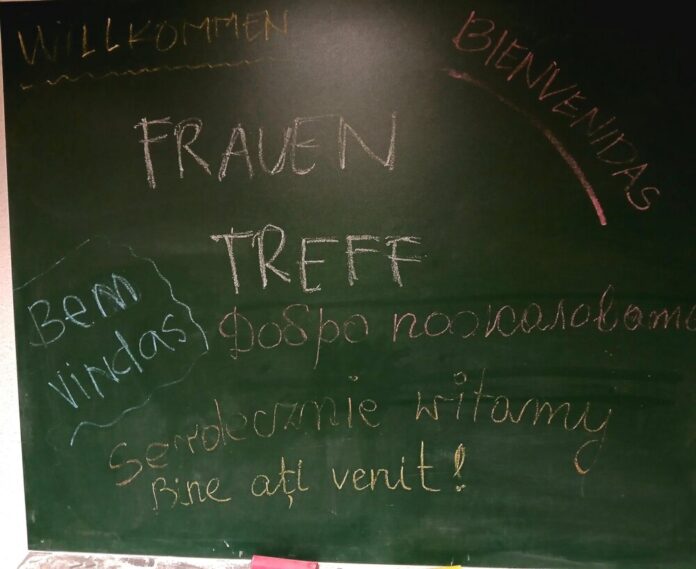 WILLKOMMEN
BIENVENIDAS
FRAUEN
TREFF
Bem
vindas
Добро пожаловать
Serdecznie witamy
Bine ați venit!